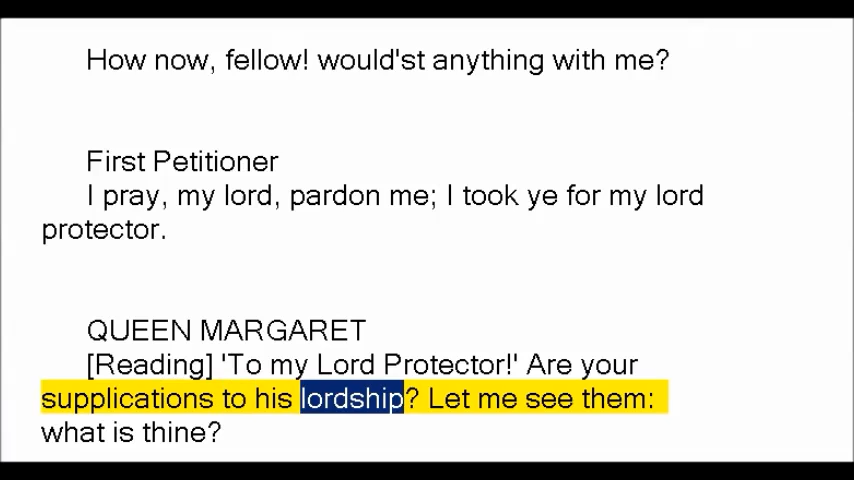 How now, fellow! would'st anything with me?
First Petitioner
I pray, my lord, pardon me; I took ye for my lord
protector.
QUEEN MARGARET
[Reading] 'To my Lord Protector!' Are your
supplications to his lordship? Let me see them:
what is thine?